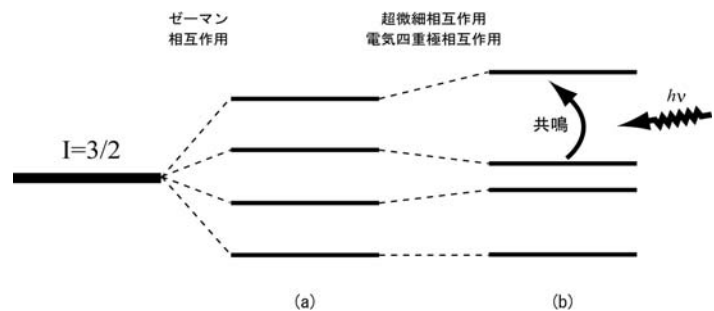 ゼーマン
相互作用
超微細相互作用
電気四重極相互作用
I=3/2
共鳴
hν
(a)
(b)